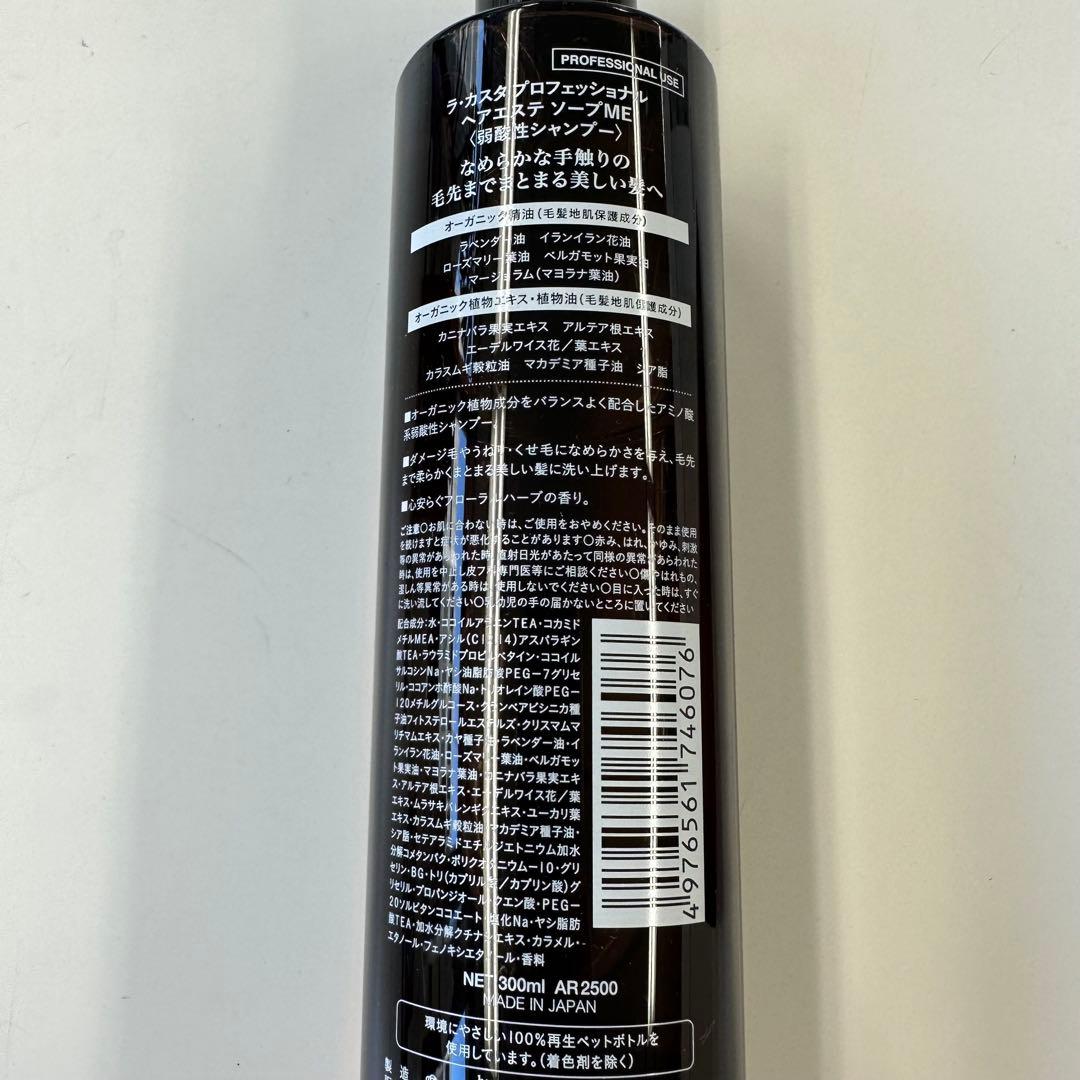 PROFESSIONAL USE
ラ・カスタ プロフェッショナル
ヘアエステ ソープME
〈弱酸性シャンプー〉
なめらかな手触りの
毛先までまとまる美しい髪へ
オーガニック精油(毛髪地肌保護成分)
ラベンダー油 イランイラン花油
ローズマリー葉油 ベルガモット果実油
マージョラム(マヨラナ葉油)
オーガニック植物エキス・植物油(毛髪地肌保護成分)
カニナバラ果実エキス アルテア根エキス
エーデルワイス花/葉エキス
カラスムギ穀粒油 マカデミア種子油 シア脂
■オーガニック植物成分をバランスよく配合したアミノ酸
系弱酸性シャンプー
■ダメージ毛やうねり・くせ毛になめらかさを与え、毛先
まで柔らかくまとまる美しい髪に洗い上げます。
■心安らぐフローラルハーブの香り。
ご注意○お肌に合わない時は、ご使用をおやめください。そのまま使用
を続けますと症状が悪化することがあります○赤み、はれ、かゆみ、刺激
等の異常があらわれた時、直射日光があたって同様の異常があらわれた
時は、使用を中止し皮フ科専門医等にご相談ください○傷やはれもの、
湿しん等異常がある時は、使用しないでください○目に入った時は、すぐ
に洗い流してください○乳幼児の手の届かないところに置いてください
配合成分:水・ココイルアラニンTEA・コカミド
メチルMEA・アシル(C12,14)アスパラギン
酸TEA・ラウラミドプロピルベタイン・ココイル
サルコシンNa・ヤシ油脂肪酸PEG-7グリセ
リル・ココアンホ酢酸Na・トリオレイン酸PEG-
120メチルグルコース・クランベアビシニカ種
子油フィトステロールエステルズ・クリスマムマ
リチマムエキス・カヤ種子油・ラベンダー油・イ
ランイラン花油・ローズマリー葉油・ベルガモッ
ト果実油・マヨラナ葉油・カニナバラ果実エキ
ス・アルテア根エキス・エーデルワイス花/葉
エキス・ムラサキバレンギクエキス・ユーカリ葉
エキス・カラスムギ穀粒油・マカデミア種子油・
シア脂・セテアラミドエチルジエトニウム加水
分解コメタンパク・ポリクオタニウム-10・グリ
セリン・BG・トリ(カプリル酸/カプリン酸)グ
リセリル・プロパンジオール・クエン酸・PEG-
20ソルビタンココエート・塩化Na・ヤシ脂肪
酸TEA・加水分解クチナシエキス・カラメル・
エタノール・フェノキシエタノール・香料
4976561746076
NET 300ml AR2500
MADE IN JAPAN
環境にやさしい100%再生ペットボトルを
使用しています。(着色剤を除く)
製造